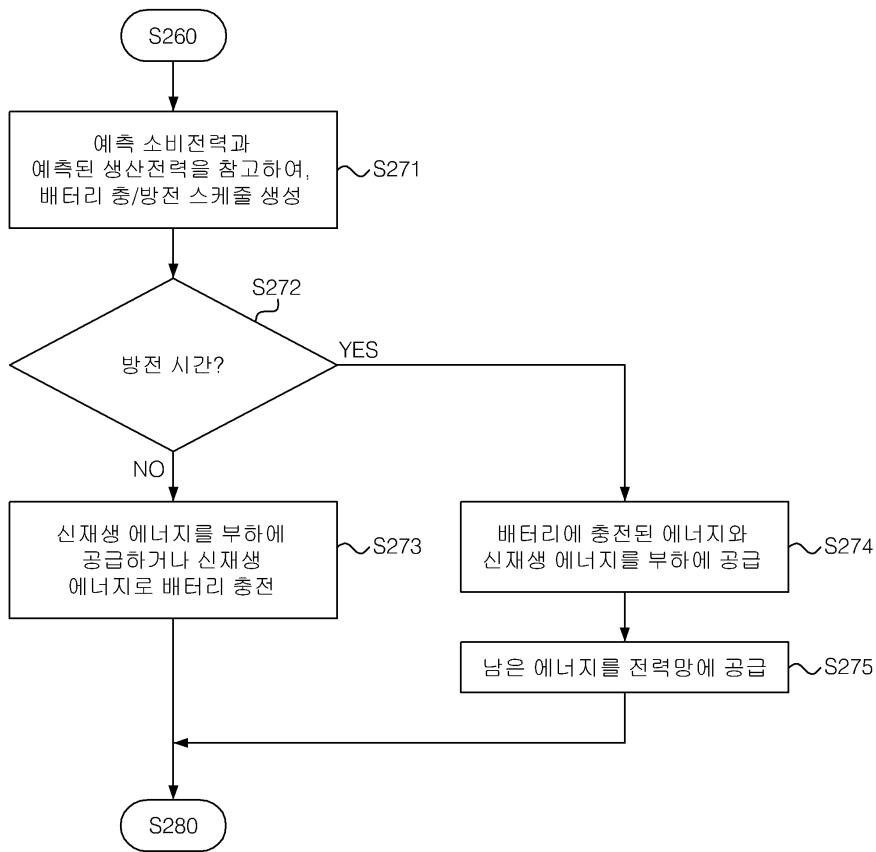 S260
예측 소비전력과
예측된 생산전력을 참고하여,
배터리 충/방전 스케줄 생성
S271
S272
방전 시간?
YES
NO
신재생 에너지를 부하에
공급하거나 신재생
에너지로 배터리 충전
S273
배터리에 충전된 에너지와
신재생 에너지를 부하에 공급
S274
남은 에너지를 전력망에 공급
S275
S280